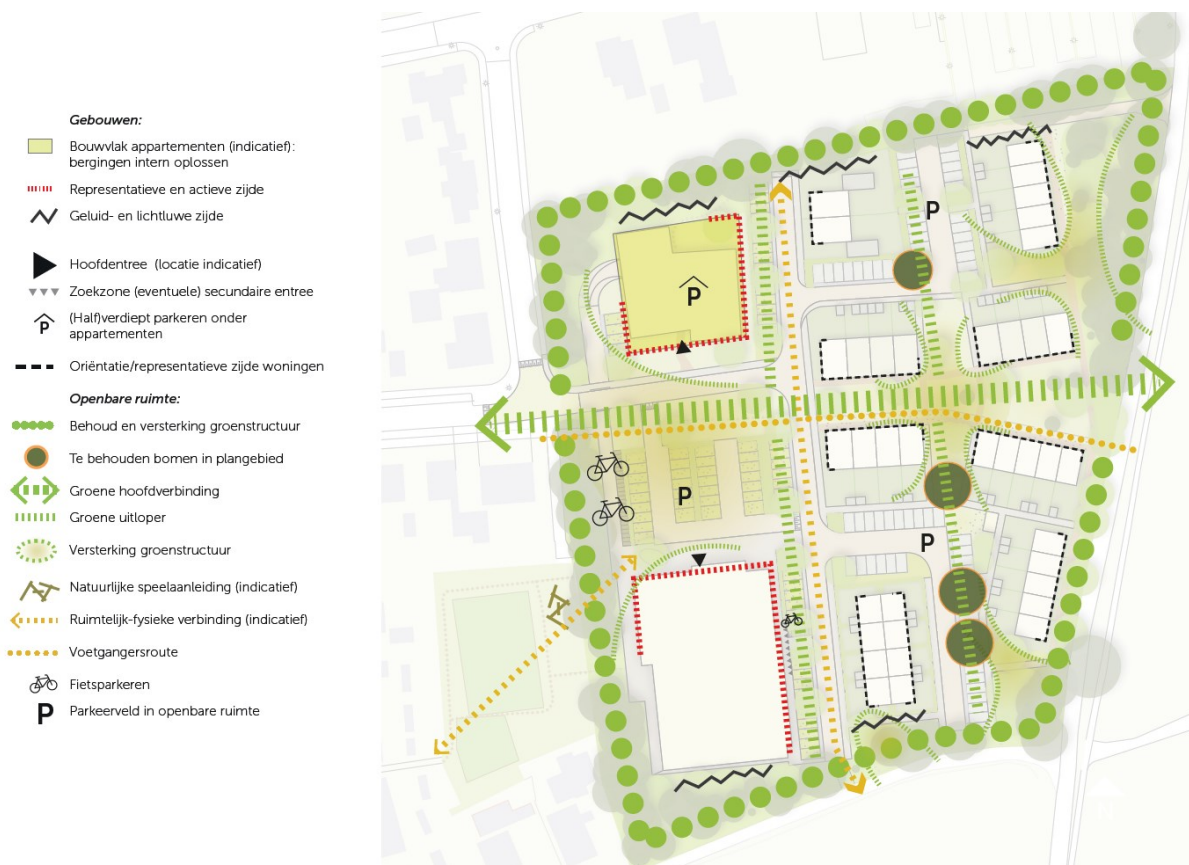 Gebouwen:
Bouwvlak appartementen (indicatief):
bergingen intern oplossen
Representatieve en actieve zijde
Geluid- en lichtluwe zijde
Hoofdentree (locatie indicatief)
Zoekzone (eventuele) secundaire entree
P
(Half)verdiept parkeren onder
appartementen
Oriëntatie/representatieve zijde woningen
Openbare ruimte:
Behoud en versterking groenstructuur
Te behouden bomen in plangebied
Groene hoofdverbinding
Groene uitloper
Versterking groenstructuur
Natuurlijke speelaanleiding (indicatief)
Ruimtelijk-fysieke verbinding (indicatief)
Voetgangersroute
Fietsparkeren
P Parkeerveld in openbare ruimte
P
P
P
P